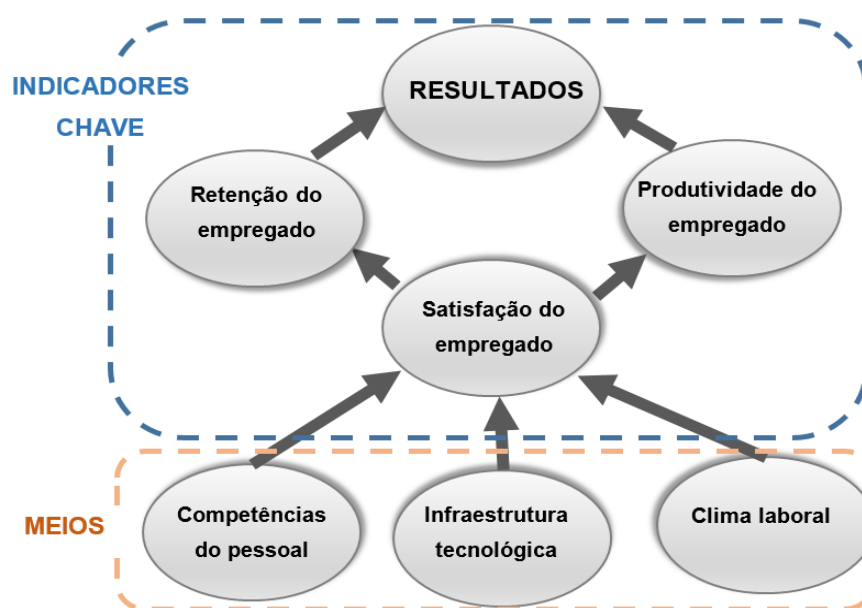 INDICADORES
CHAVE
RESULTADOS
Retenção do
empregado
Produtividade do
empregado
Satisfação do
empregado
MEIOS
Competências
do pessoal
Infraestrutura
tecnológica
Clima laboral